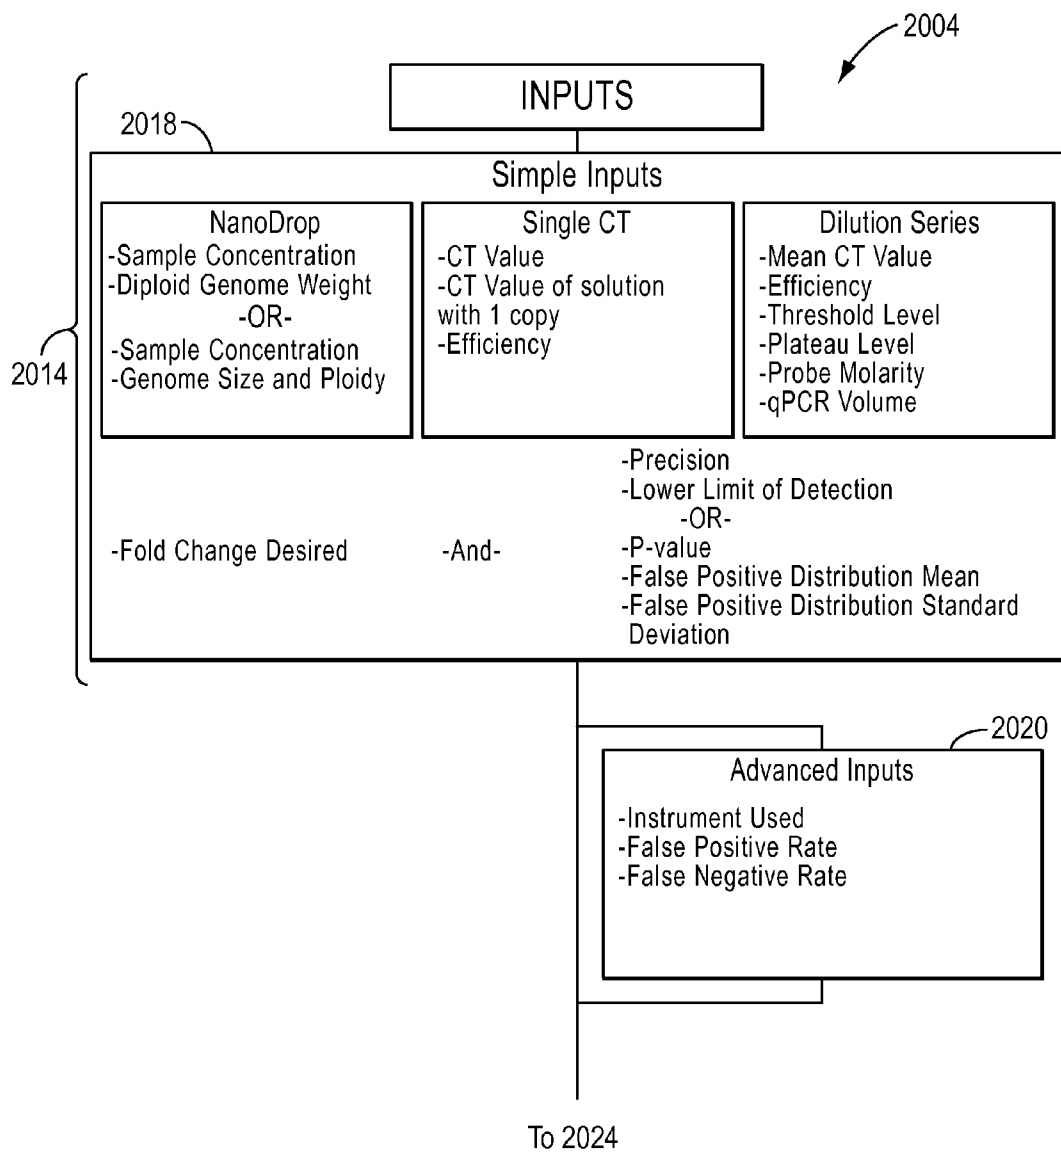 2004
INPUTS
2018
Simple Inputs
NanoDrop
-Sample Concentration
-Diploid Genome Weight
-OR-
-Sample Concentration
-Genome Size and Ploidy
Single CT
-CT Value
-CT Value of solution
with 1 copy
-Efficiency
Dilution Series
-Mean CT Value
-Efficiency
-Threshold Level
-Plateau Level
-Probe Molarity
-qPCR Volume
2014
-Fold Change Desired
-And-
-Precision
-Lower Limit of Detection
-OR-
-P-value
-False Positive Distribution Mean
-False Positive Distribution Standard
Deviation
2020
Advanced Inputs
-Instrument Used
-False Positive Rate
-False Negative Rate
To 2024